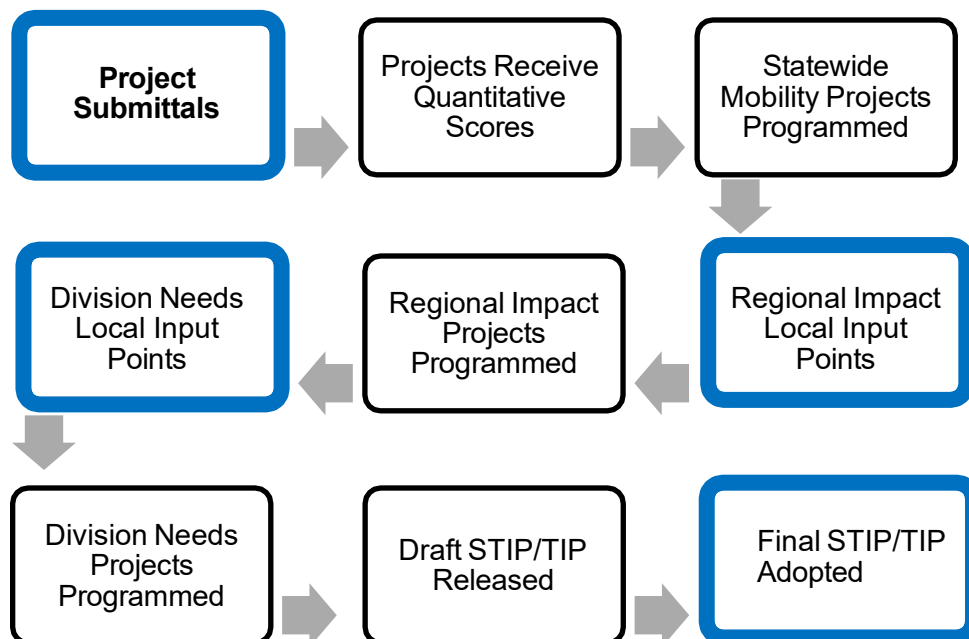 Project
Submittals
Projects Receive
Quantitative
Scores
Statewide
Mobility Projects
Programmed
Regional Impact
Local Input
Points
Regional Impact
Projects
Programmed
Division Needs
Local Input
Points
Division Needs
Projects
Programmed
Draft STIP/TIP
Released
Final STIP/TIP
Adopted